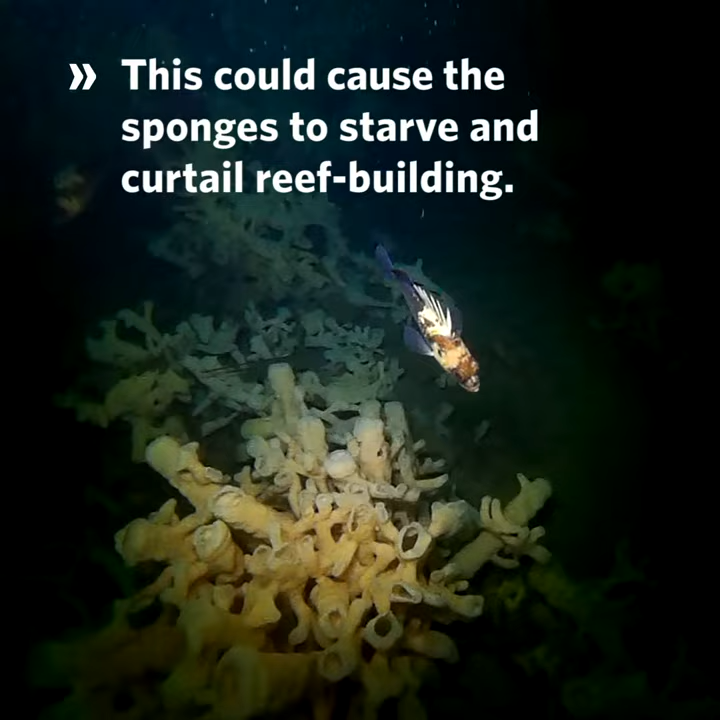 » This could cause the
sponges to starve and
curtail reef-building.